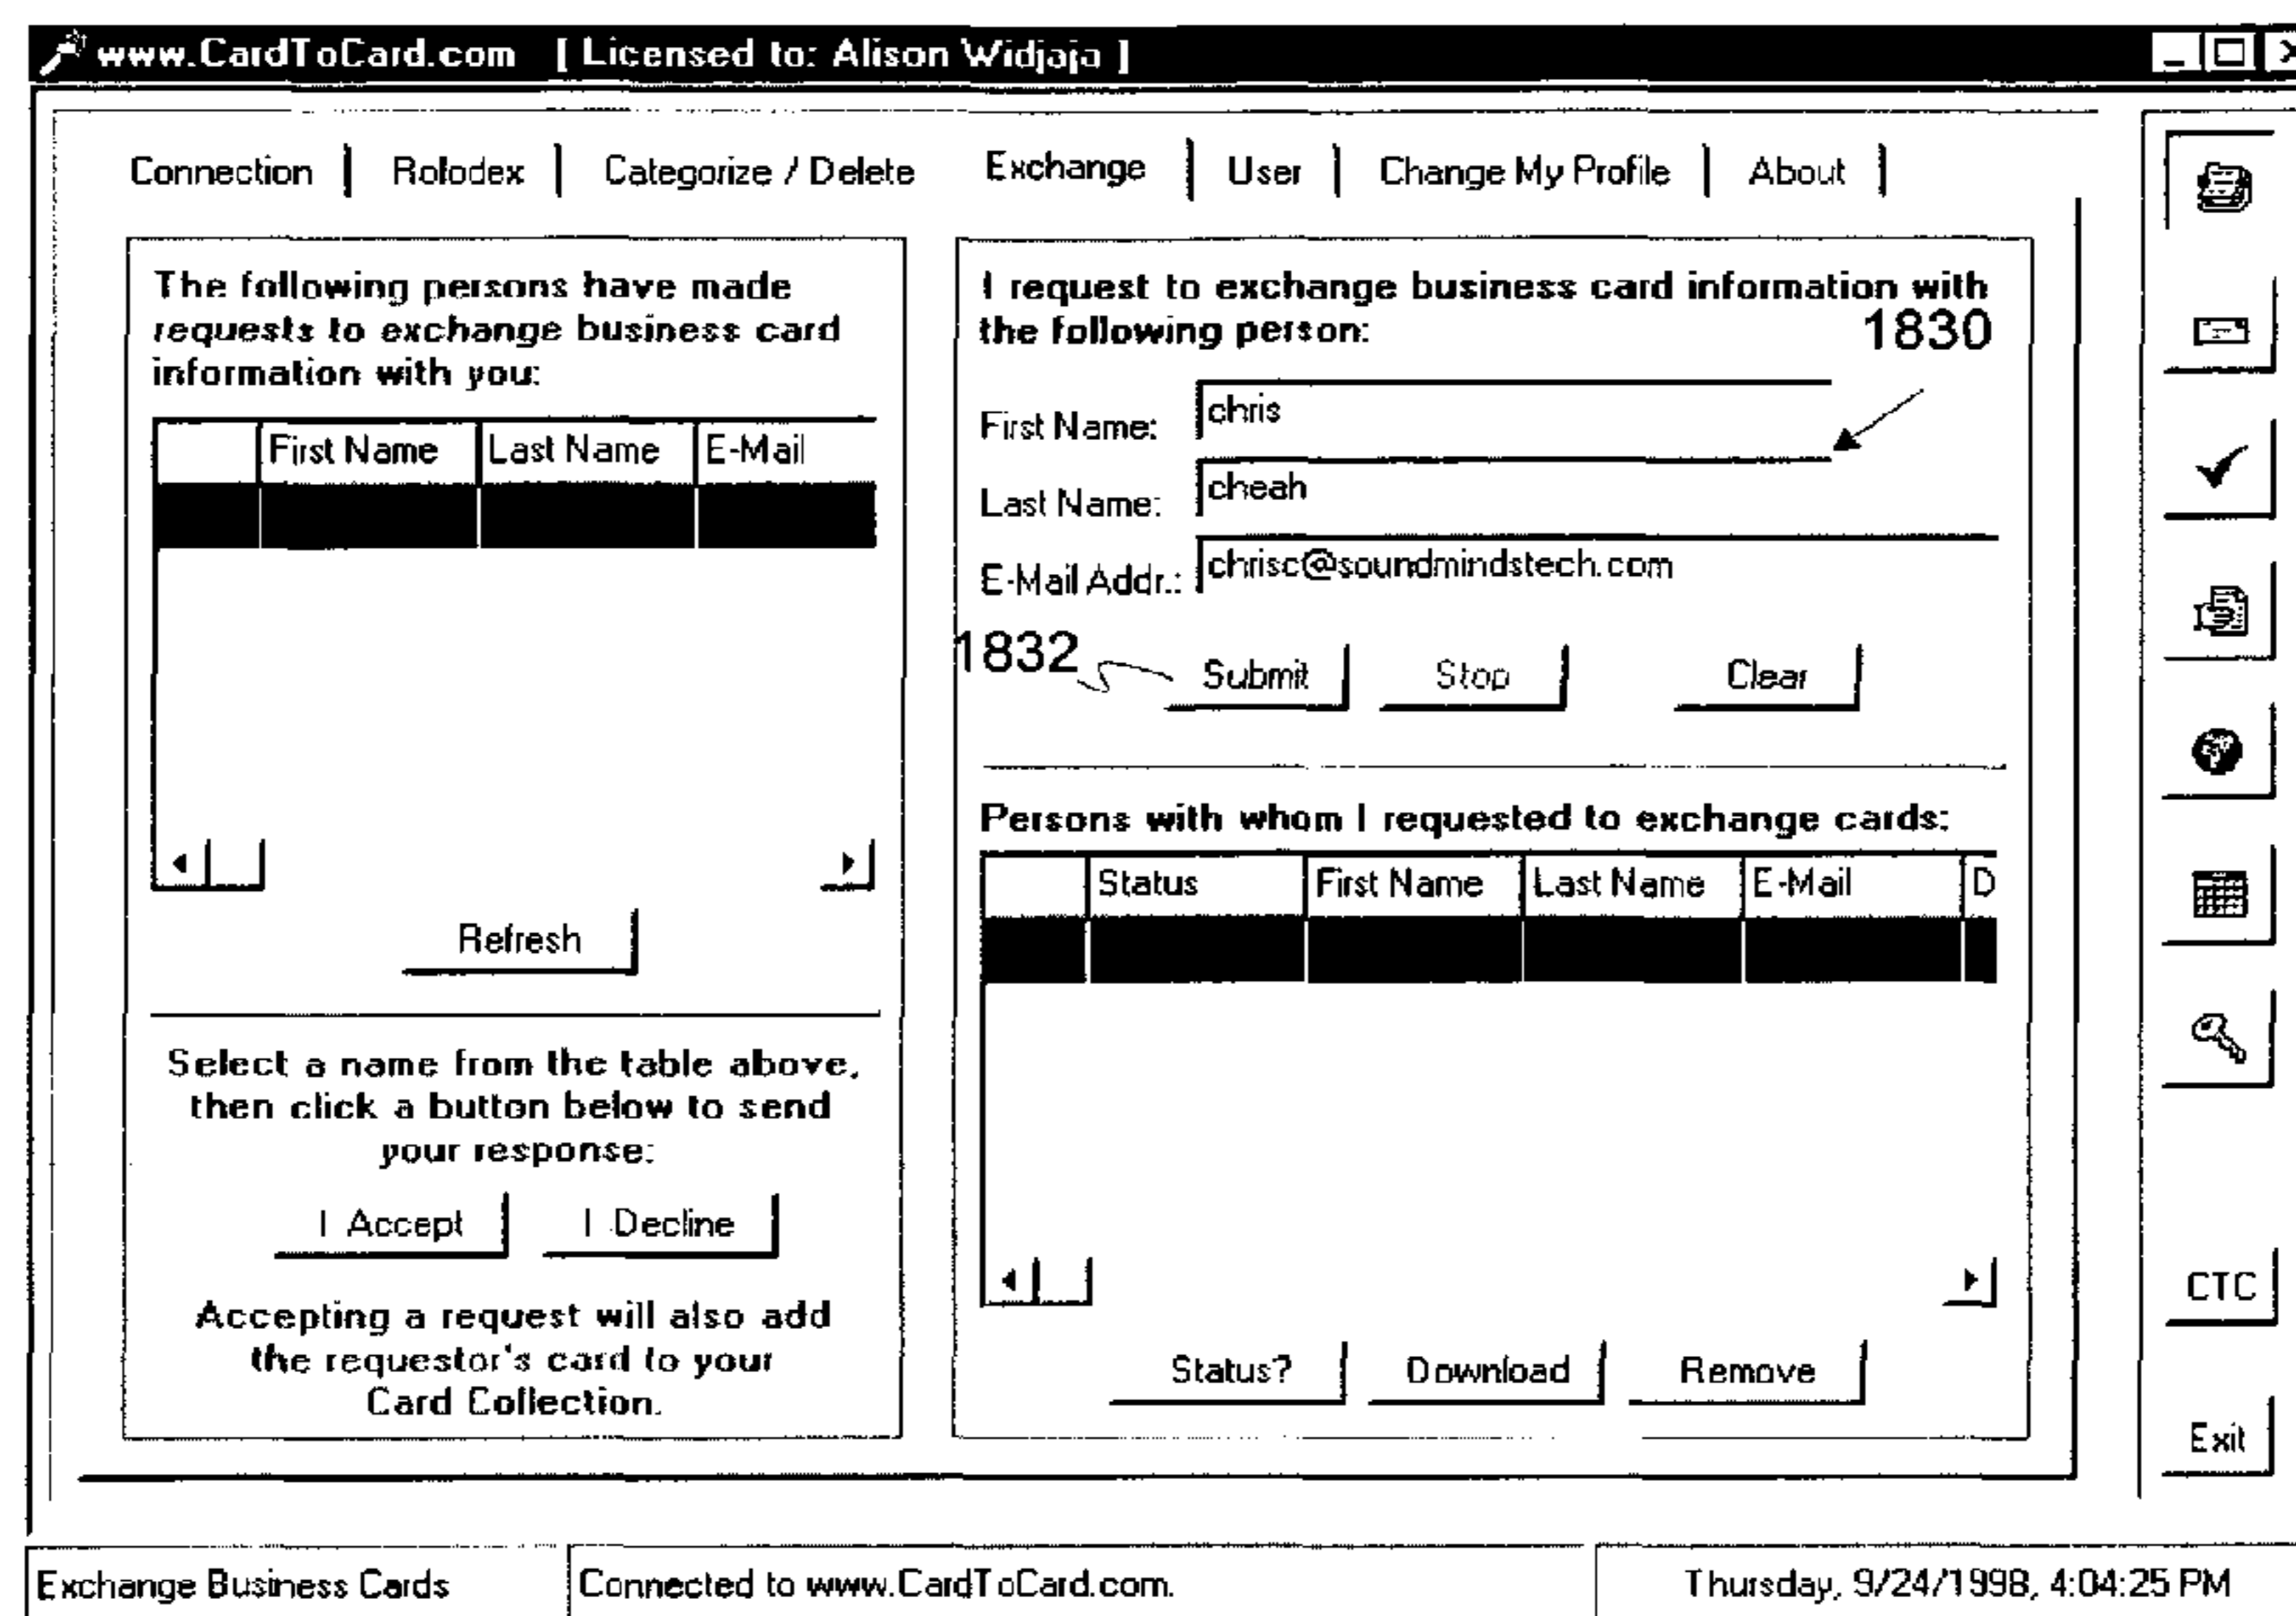 www.CardToCard.com [ Licensed to: Alison Widjaja ]
Connection | Rolodex | Categorize / Delete Exchange | User | Change My Profile | About |
The following persons have made
requests to exchange business card
information with you:
First Name Last Name E-Mail
Refresh
Select a name from the table above,
then click a button below to send
your response:
I Accept I Decline
Accepting a request will also add
the requestor's card to your
Card Collection.
I request to exchange business card information with
the following person:
1830
First Name: chris
Last Name: cheah
E-Mail Addr.: chrisc@soundmindstech.com
1832
Submit Stop Clear
Persons with whom I requested to exchange cards:
Status First Name Last Name E-Mail D
Status? Download Remove
CTC
Exit
Exchange Business Cards Connected to www.CardToCard.com. Thursday, 9/24/1998, 4:04:25 PM